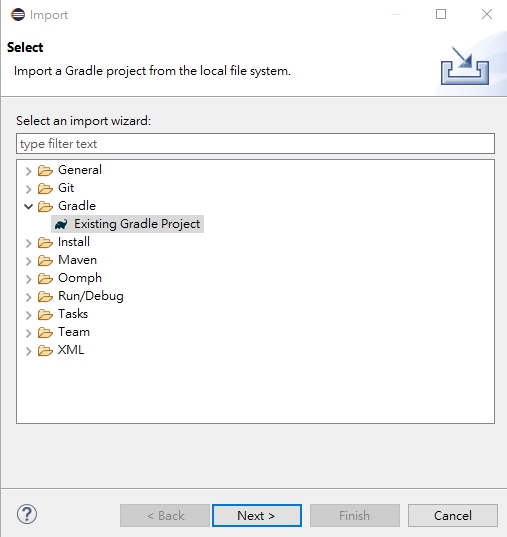 Import
Select
Import a Gradle project from the local file system.
Select an import wizard:
type filter text
General
Git
Gradle
Existing Gradle Project
Install
Maven
Oomph
Run/Debug
Tasks
Team
XML
?
< Back
Next >
Finish
Cancel